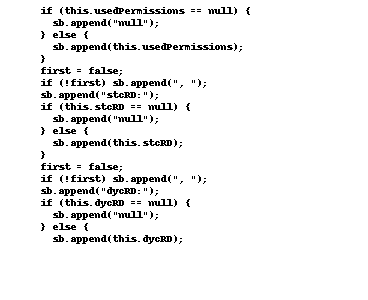 if (this.usedPermissions == null) {
  sb.append("null");
} else {
  sb.append(this.usedPermissions);
}
first = false;
if (!first) sb.append(", ");
sb.append("stcRD:");
if (this.stcRD == null) {
  sb.append("null");
} else {
  sb.append(this.stcRD);
}
first = false;
if (!first) sb.append(", ");
sb.append("dycRD:");
if (this.dycRD == null) {
  sb.append("null");
} else {
  sb.append(this.dycRD);